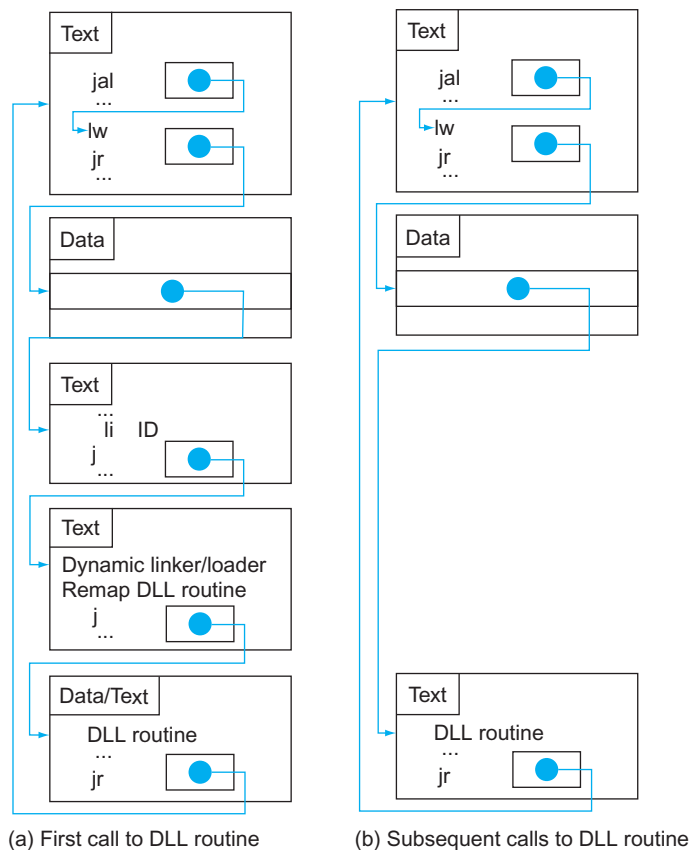 Text
jal
...
lw
jr
...
Data
Text
...
li ID
j
...
Text
Dynamic linker/loader
Remap DLL routine
j
...
Data/Text
DLL routine
...
jr
(a) First call to DLL routine
Text
jal
...
lw
jr
...
Data
Text
DLL routine
...
jr
(b) Subsequent calls to DLL routine